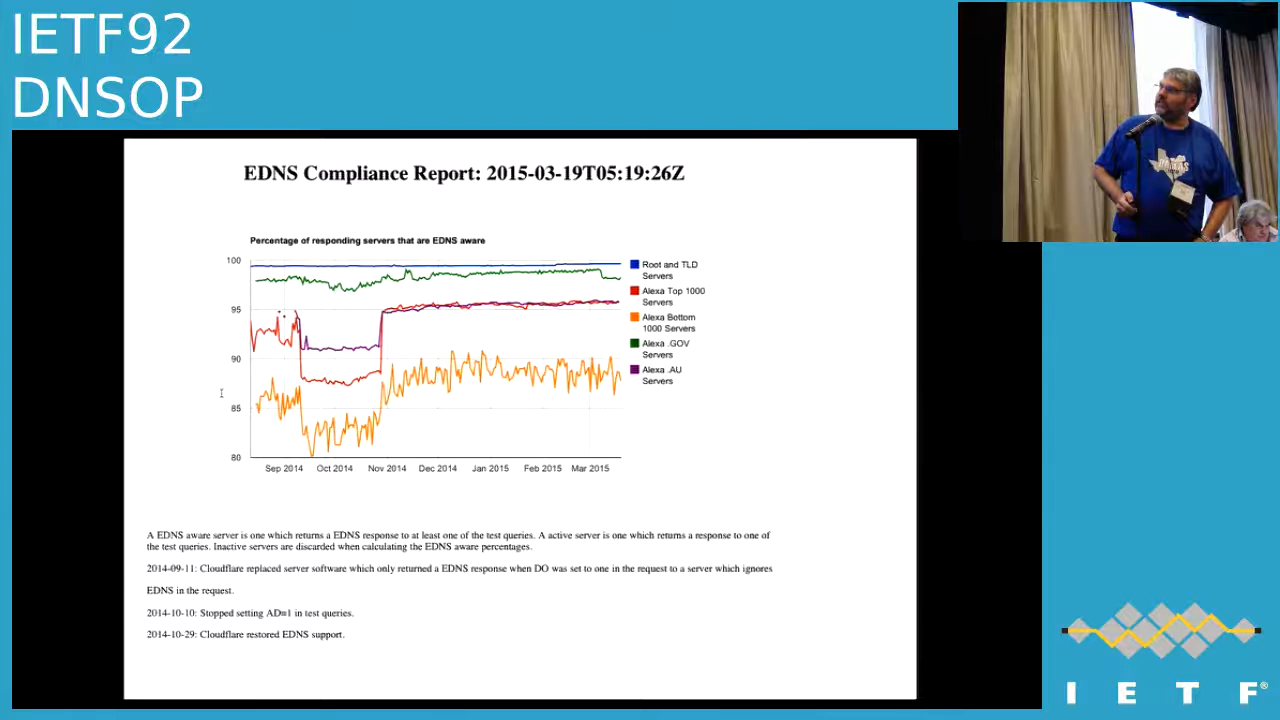 IETF92
DNSOP
EDNS Compliance Report: 2015-03-19T05:19:26Z
Percentage of responding servers that are EDNS aware
100
95
90
85
80
Sep 2014 Oct 2014 Nov 2014 Dec 2014 Jan 2015 Feb 2015 Mar 2015
Root and TLD
Servers
Alexa Top 1000
Servers
Alexa Bottom
1000 Servers
Alexa .GOV
Servers
Alexa .AU
Servers
A EDNS aware server is one which returns a EDNS response to at least one of the test queries. A active server is one which returns a response to one of
the test queries. Inactive servers are discarded when calculating the EDNS aware percentages.
2014-09-11: Cloudflare replaced server software which only returned a EDNS response when DO was set to one in the request to a server which ignores
EDNS in the request.
2014-10-10: Stopped setting AD=1 in test queries.
2014-10-29: Cloudflare restored EDNS support.
I E T F®